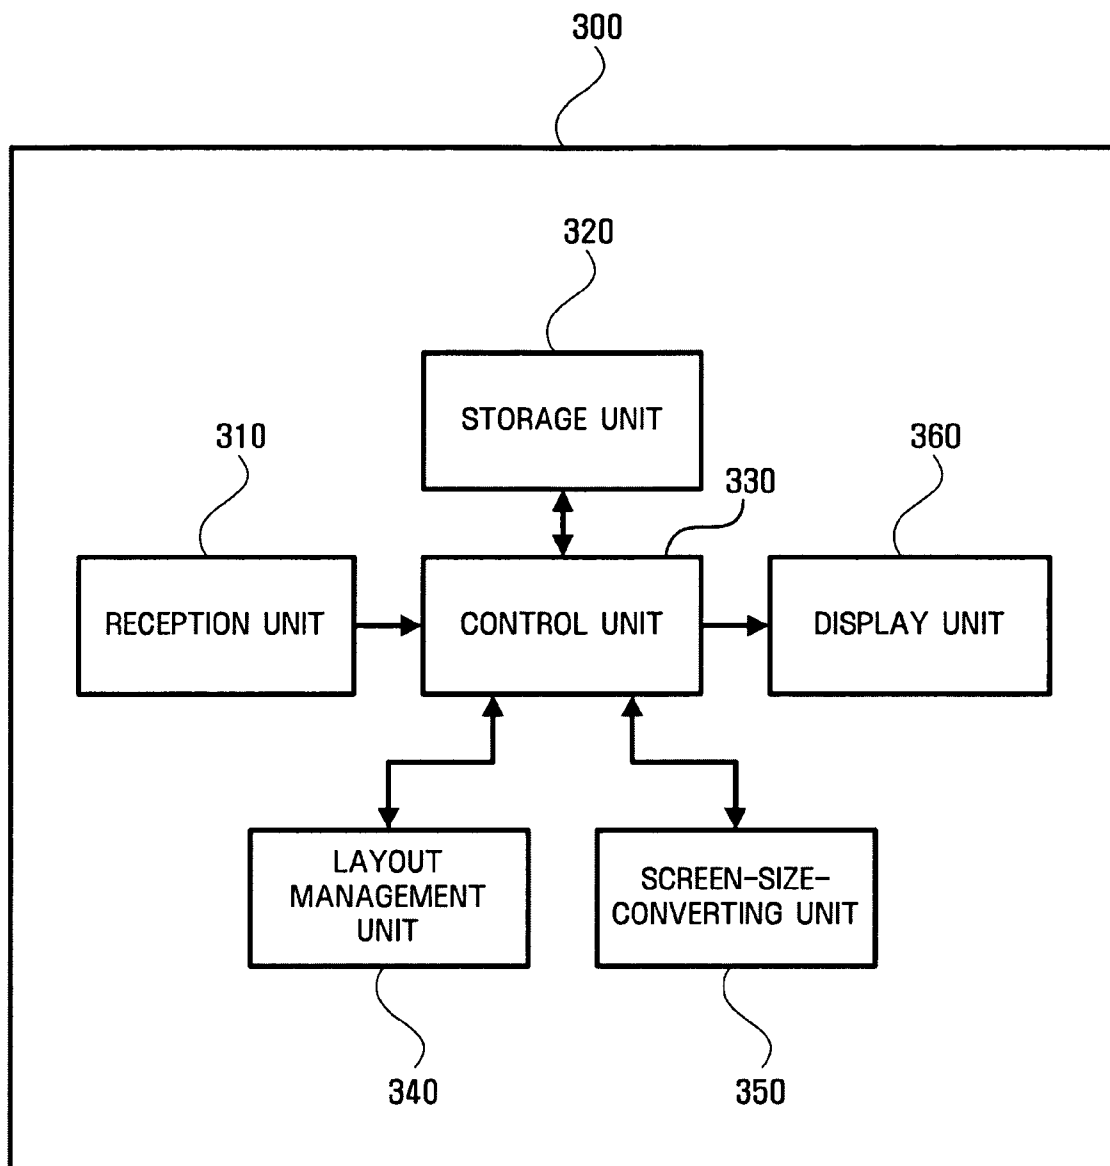 300
320
STORAGE UNIT
310
360
330
RECEPTION UNIT
CONTROL UNIT
DISPLAY UNIT
LAYOUT
MANAGEMENT
UNIT
SCREEN-SIZE-
CONVERTING UNIT
340
350